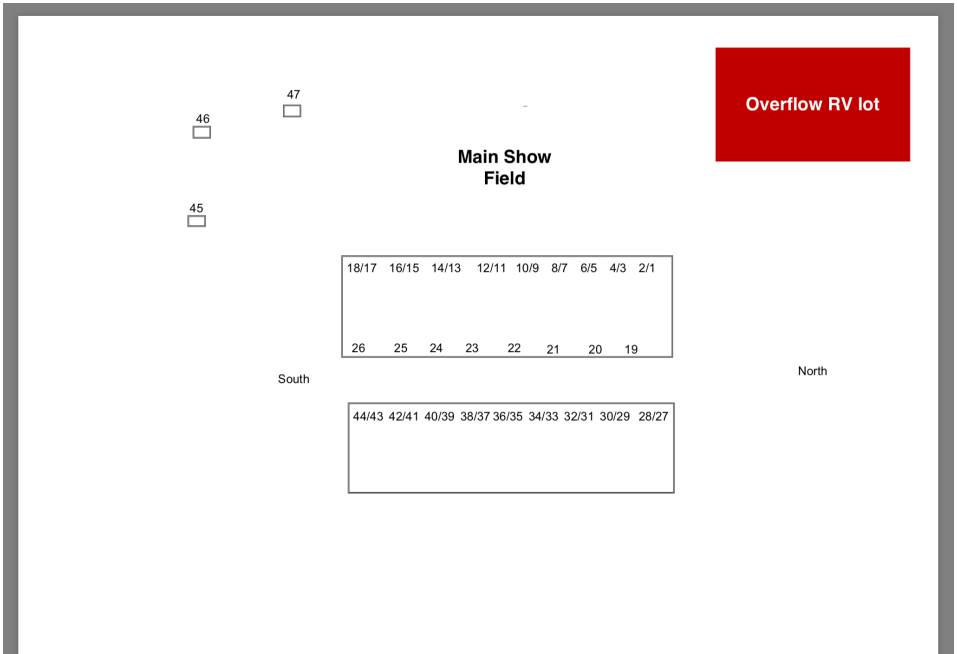 47
46
Overflow RV lot
Main Show
Field
45
18/17 16/15 14/13 12/11 10/9 8/7 6/5 4/3 2/1
26 25 24 23 22 21 20 19
South
North
44/43 42/41 40/39 38/37 36/35 34/33 32/31 30/29 28/27